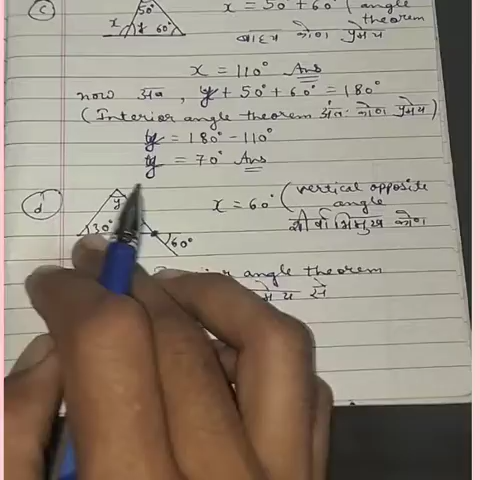 c
50°
x y 60°
x = 50° + 60° (angle
theorem
बाह्य कोण प्रमेय
x = 110° Ans
now अब , y + 50° + 60° = 180°
(Interior angle theorem अंतः कोण प्रमेय)
y = 180° - 110°
y = 70° Ans
d
y
30°
60°
x = 60° (vertical opposite
angle
शीर्षाभिमुख कोण
angle theorem
से